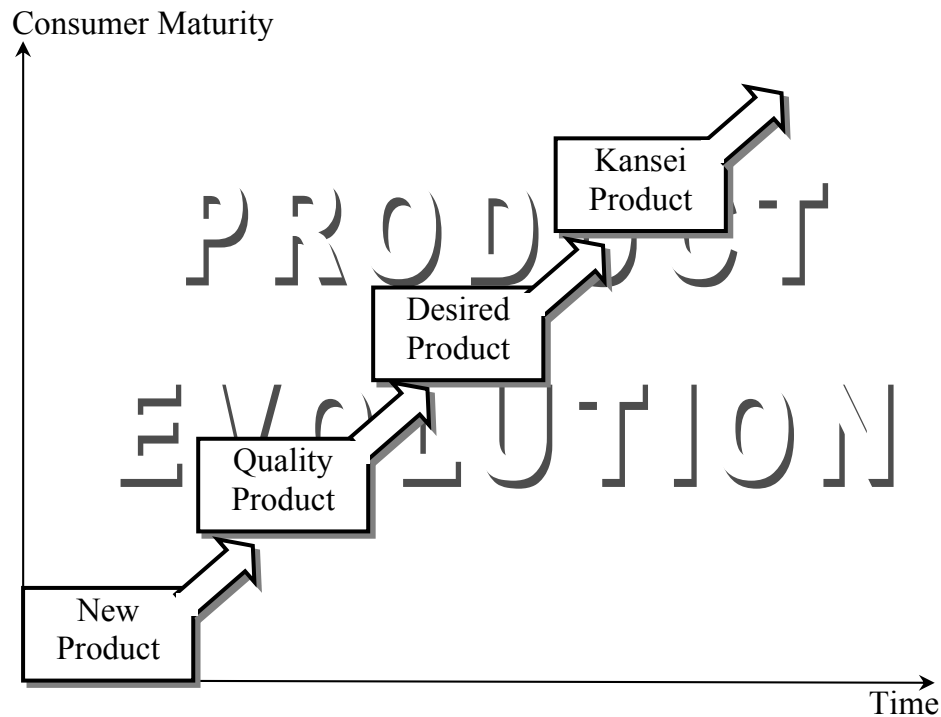 Consumer Maturity
Kansei
Product
PRODUCT
Desired
Product
EVOLUTION
Quality
Product
New
Product
Time